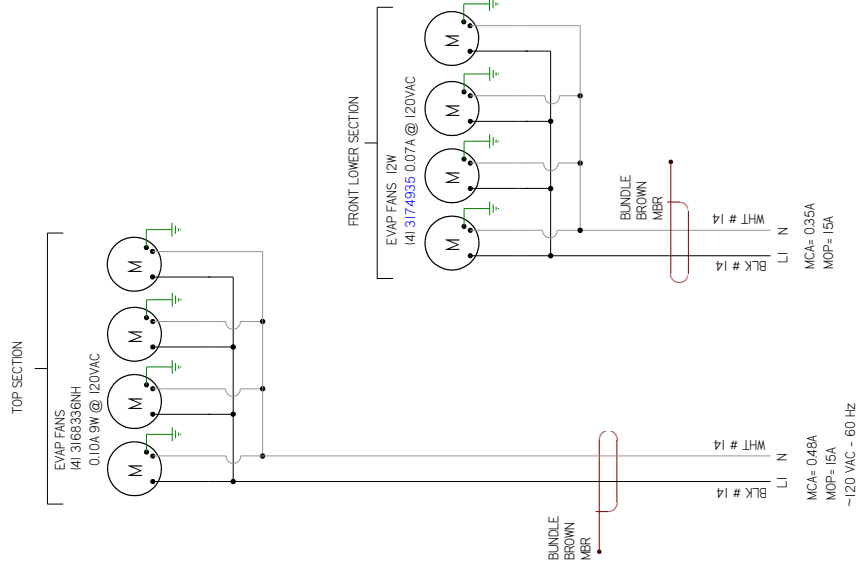 TOP SECTION
EVAP FANS
(4) 3168336NH
0.10A 9W @ 120VAC
M
M
M
M
BUNDLE
BROWN
MBR
BLK # 14
WHT # 14
L1
N
MCA= 0.48A
MOP= 15A
~120 VAC - 60 Hz
FRONT LOWER SECTION
EVAP FANS 12W
(4) 3174935 0.07A @ 120VAC
M
M
M
M
BUNDLE
BROWN
MBR
BLK # 14
WHT # 14
L1
N
MCA= 0.35A
MOP= 15A